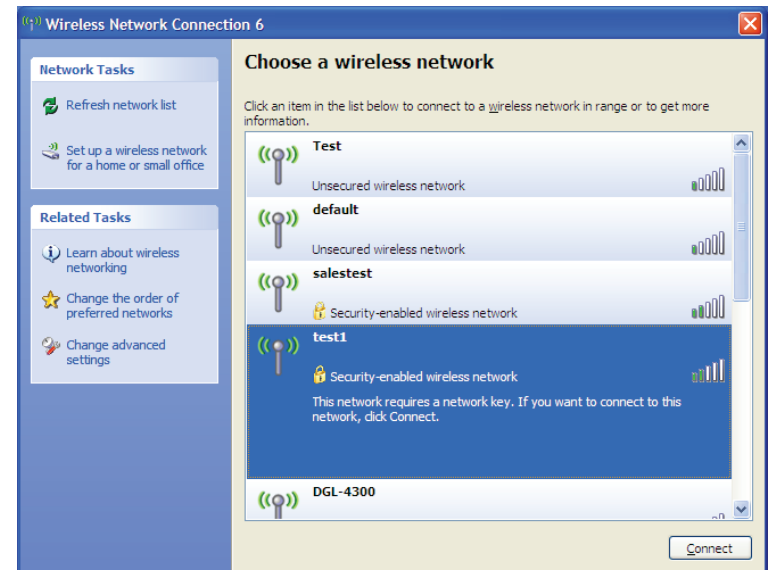 Wireless Network Connection 6
Network Tasks
Refresh network list
Set up a wireless network
for a home or small office
Related Tasks
Learn about wireless
networking
Change the order of
preferred networks
Change advanced
settings
Choose a wireless network
Click an item in the list below to connect to a wireless network in range or to get more
information.
Test
Unsecured wireless network
default
Unsecured wireless network
salestest
Security-enabled wireless network
test1
Security-enabled wireless network
This network requires a network key. If you want to connect to this
network, click Connect.
DGL-4300
Connect